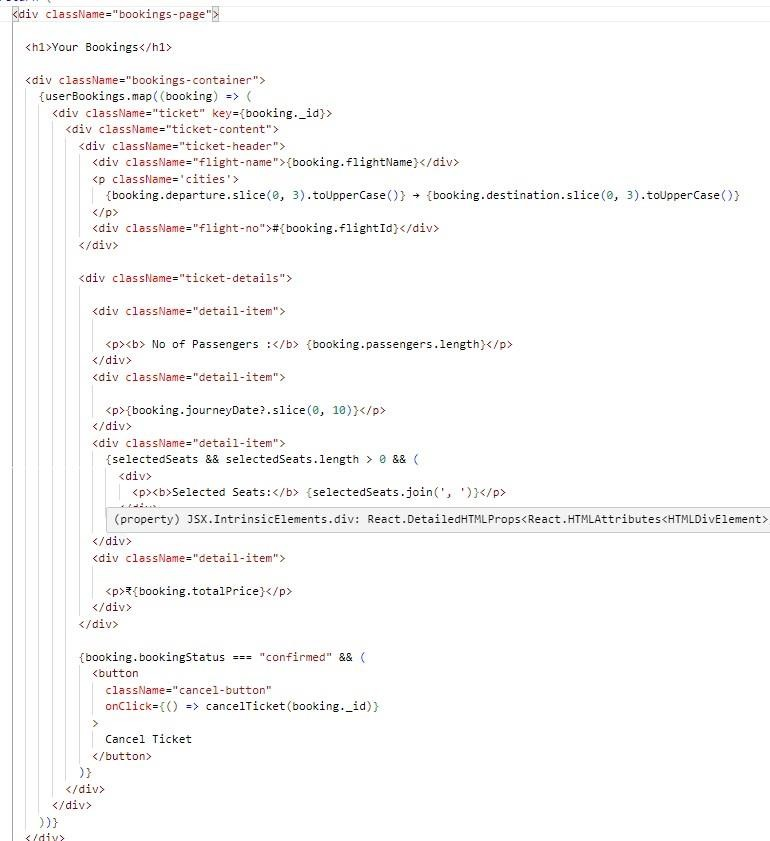 <div className="bookings-page">
<h1>Your Bookings</h1>
<div className="bookings-container">
{userBookings.map((booking) => (
<div className="ticket" key={booking._id}>
<div className="ticket-content">
<div className="ticket-header">
<div className="flight-name">{booking.flightName}</div>
<p className='cities'>
{booking.departure.slice(0, 3).toUpperCase()} → {booking.destination.slice(0, 3).toUpperCase()}
</p>
<div className="flight-no">#{booking.flightId}</div>
</div>
<div className="ticket-details">
<div className="detail-item">
<p><b> No of Passengers :</b> {booking.passengers.length}</p>
</div>
<div className="detail-item">
<p>{booking.journeyDate?.slice(0, 10)}</p>
</div>
<div className="detail-item">
{selectedSeats && selectedSeats.length > 0 && (
<div>
<p><b>Selected Seats:</b> {selectedSeats.join(', ')}</p>
(property) JSX.IntrinsicElements.div: React.DetailedHTMLProps<React.HTMLAttributes<HTMLDivElement>
</div>
<div className="detail-item">
<p>₹{booking.totalPrice}</p>
</div>
</div>
{booking.bookingStatus === "confirmed" && (
<button
className="cancel-button"
onClick={() => cancelTicket(booking._id)}
>
Cancel Ticket
</button>
)}
</div>
</div>
))}
</div>